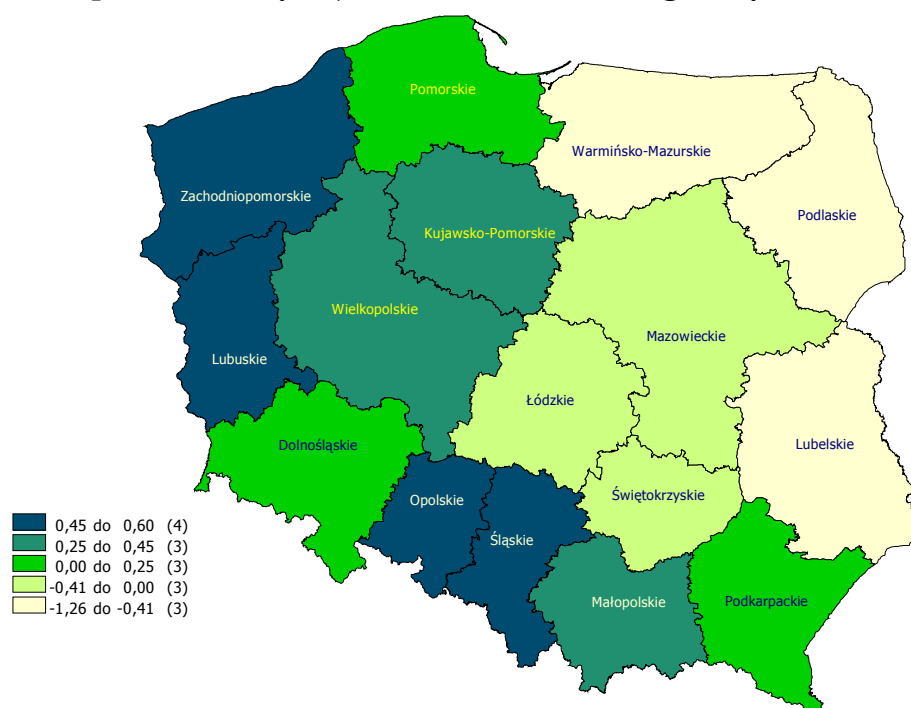 Pomorskie
Warmińsko-Mazurskie
Zachodniopomorskie
Podlaskie
Kujawsko-Pomorskie
Wielkopolskie
Mazowieckie
Lubuskie
Łódzkie
Dolnośląskie
Lubelskie
Świętokrzyskie
Opolskie
Śląskie
Małopolskie
Podkarpackie
0,45 do 0,60 (4)
0,25 do 0,45 (3)
0,00 do 0,25 (3)
-0,41 do 0,00 (3)
-1,26 do -0,41 (3)